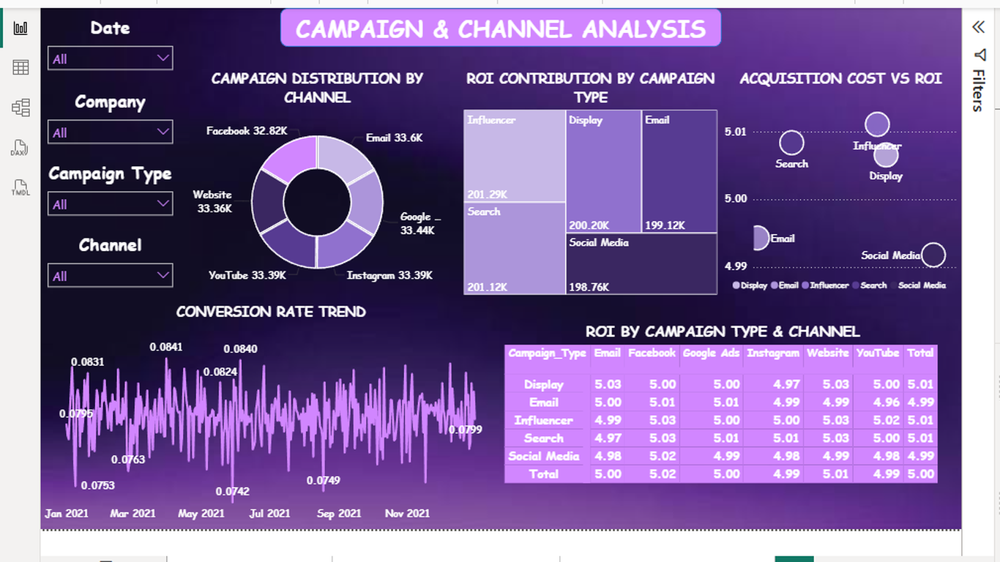 CAMPAIGN & CHANNEL ANALYSIS
Date
All
Company
All
Campaign Type
All
Channel
All
CAMPAIGN DISTRIBUTION BY
CHANNEL
Facebook 32.82K
Email 33.6K
Website
33.36K
Google ...
33.44K
YouTube 33.39K
Instagram 33.39K
ROI CONTRIBUTION BY CAMPAIGN
TYPE
Influencer
201.29K
Search
201.12K
Display
200.20K
Email
199.12K
Social Media
198.76K
ACQUISITION COST VS ROI
5.01
5.00
4.99
Search
Influencer
Display
Email
Social Media
Display Email Influencer Search Social Media
CONVERSION RATE TREND
0.0831
0.0841
0.0840
0.0824
0.0795
0.0799
0.0763
0.0753
0.0742
0.0749
Jan 2021 Mar 2021 May 2021 Jul 2021 Sep 2021 Nov 2021
ROI BY CAMPAIGN TYPE & CHANNEL
Campaign_Type Email Facebook Google Ads Instagram Website YouTube Total
Display 5.03 5.00 5.00 4.97 5.03 5.00 5.01
Email 5.00 5.01 5.01 4.99 4.99 4.96 4.99
Influencer 4.99 5.03 5.00 5.00 5.03 5.02 5.01
Search 4.97 5.03 5.01 5.01 5.03 5.00 5.01
Social Media 4.98 5.02 4.99 4.98 4.99 4.98 4.99
Total 5.00 5.02 5.00 4.99 5.01 4.99 5.00
Filters
DAX
TMDL